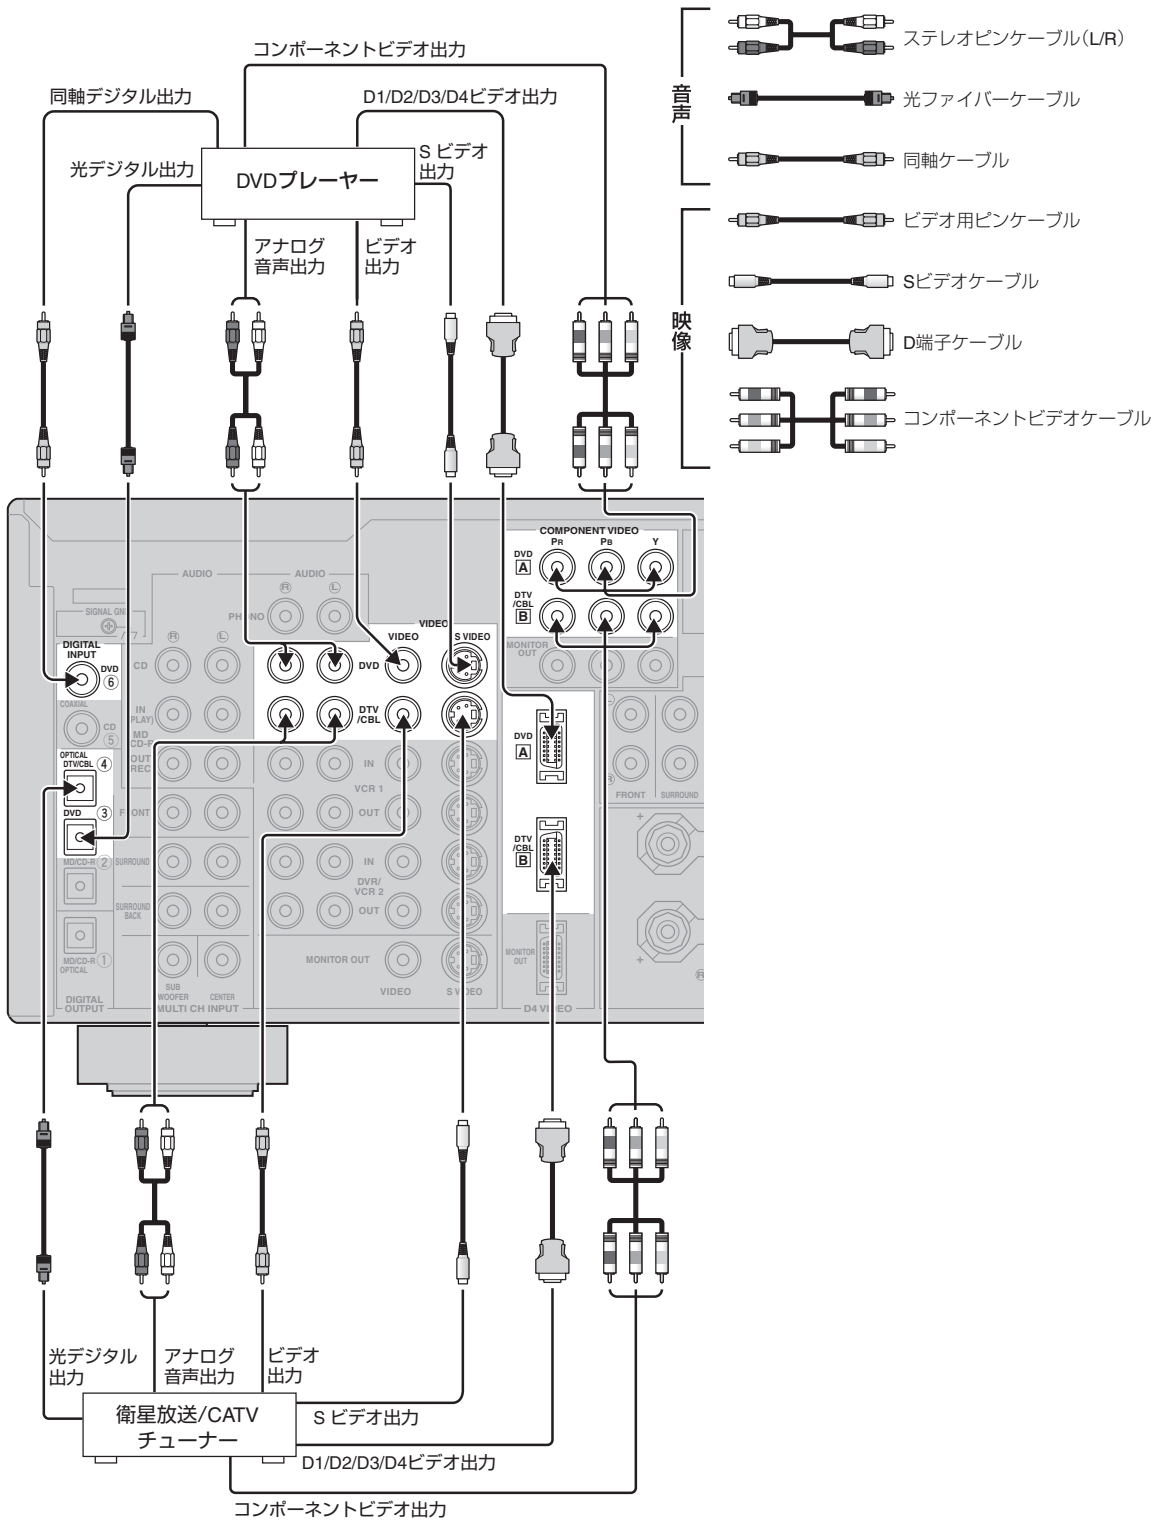 コンポーネントビデオ出力
同軸デジタル出力
D1/D2/D3/D4ビデオ出力
光デジタル出力
DVDプレーヤー
S ビデオ
出力
アナログ
音声出力
ビデオ
出力
音声
ステレオピンケーブル(L/R)
光ファイバーケーブル
同軸ケーブル
映像
ビデオ用ピンケーブル
Sビデオケーブル
D端子ケーブル
コンポーネントビデオケーブル
COMPONENT VIDEO
PR
PB
Y
DVD
A
DTV
/CBL
B
MONITOR
OUT
AUDIO
AUDIO
R
L
PHONO
SIGNAL GND
R
L
VIDEO
VIDEO
S VIDEO
DIGITAL
INPUT
DVD
⑥
CD
DVD
COAXIAL
CD
⑤
IN
(PLAY)
MD
/CD-R
OUT
(REC)
DTV
/CBL
OPTICAL
DTV/CBL
④
DVD
③
MD/CD-R
②
MD/CD-R
①
OPTICAL
DIGITAL
OUTPUT
FRONT
SURROUND
SURROUND
BACK
SUB
WOOFER
CENTER
MULTI CH INPUT
IN
VCR 1
OUT
IN
DVR/
VCR 2
OUT
MONITOR OUT
VIDEO
S VIDEO
DVD
A
DTV
/CBL
B
MONITOR
OUT
D4 VIDEO
L
R
FRONT
SURROUND
+
+
R
光デジタル
出力
アナログ
音声出力
ビデオ
出力
衛星放送/CATV
チューナー
S ビデオ出力
D1/D2/D3/D4ビデオ出力
コンポーネントビデオ出力